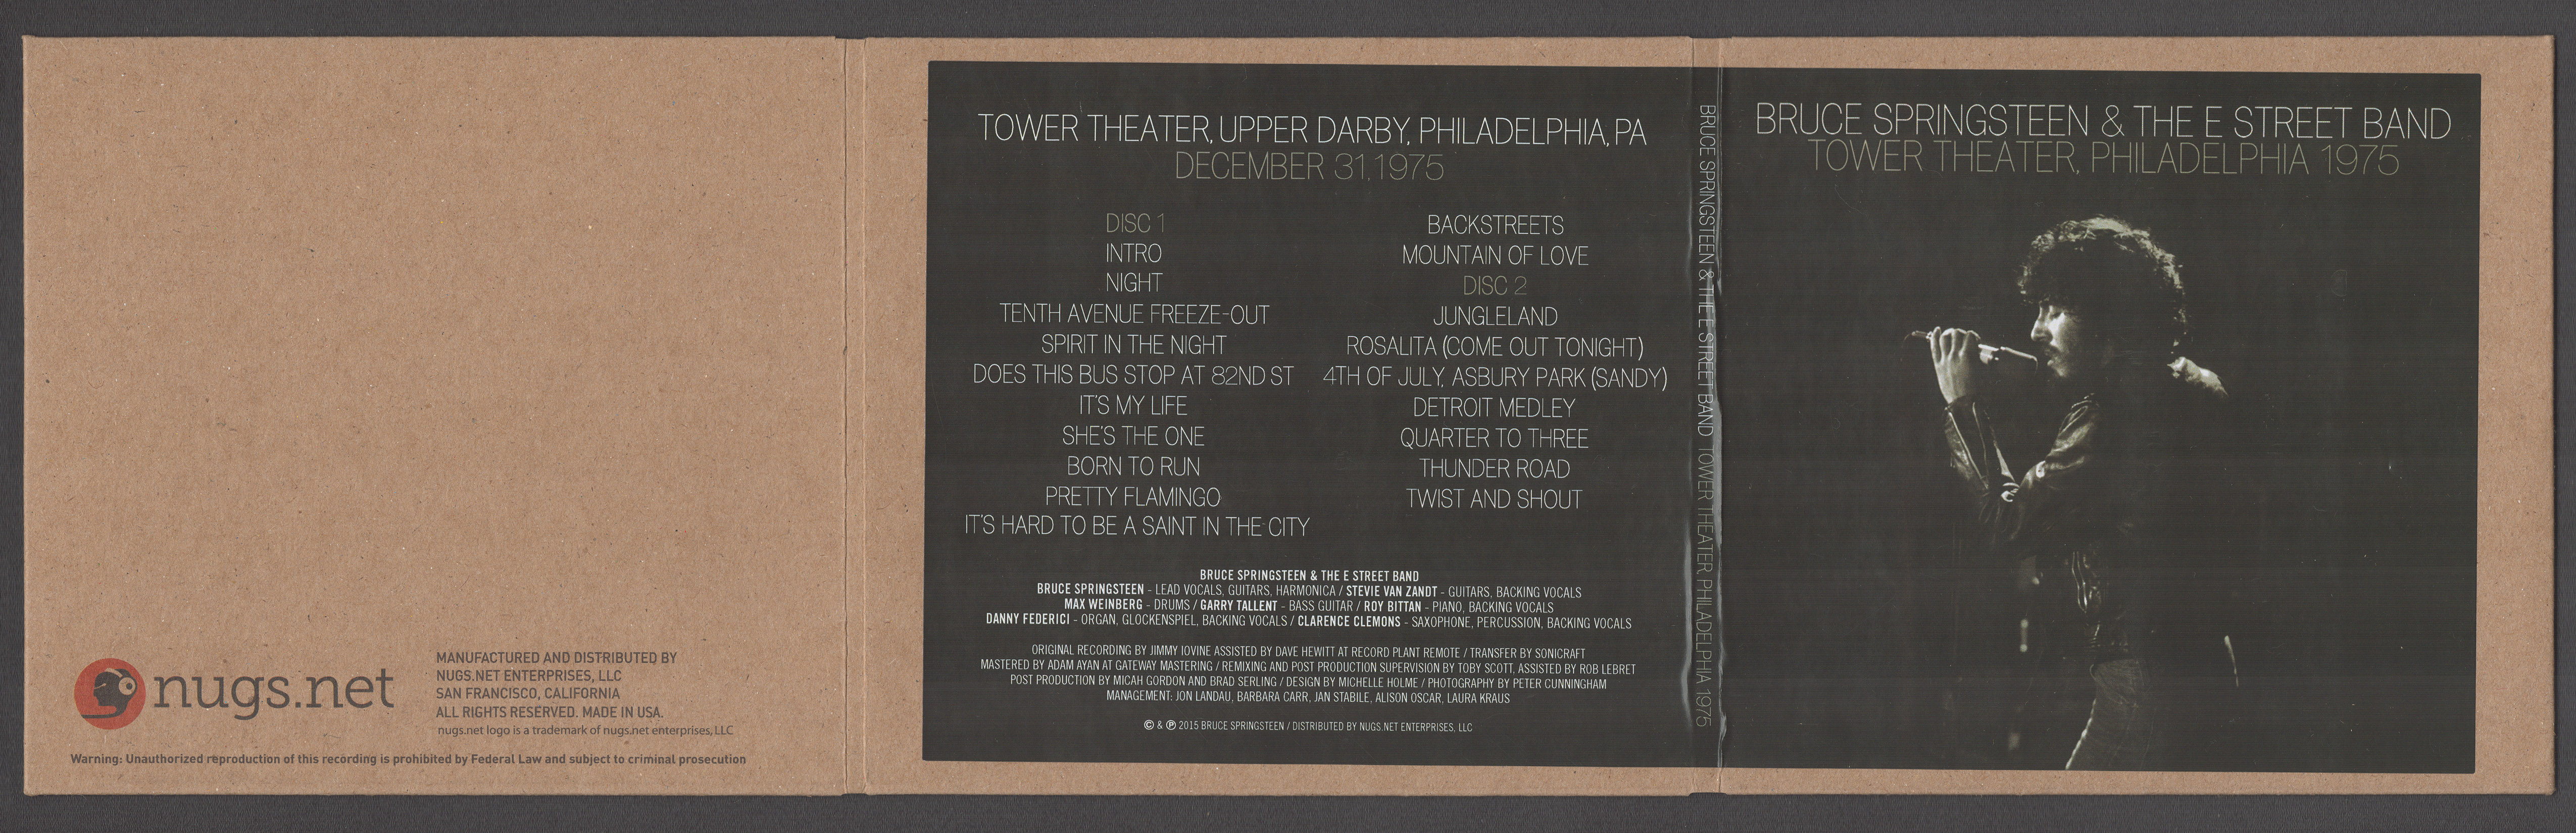 nugs.net
MANUFACTURED AND DISTRIBUTED BY
NUGS.NET ENTERPRISES, LLC
SAN FRANCISCO, CALIFORNIA
ALL RIGHTS RESERVED. MADE IN USA.
nugs.net logo is a trademark of nugs.net enterprises, LLC
Warning: Unauthorized reproduction of this recording is prohibited by Federal Law and subject to criminal prosecution
TOWER THEATER, UPPER DARBY, PHILADELPHIA, PA
DECEMBER 31, 1975
DISC 1
INTRO
NIGHT
TENTH AVENUE FREEZE-OUT
SPIRIT IN THE NIGHT
DOES THIS BUS STOP AT 82ND ST
IT'S MY LIFE
SHE'S THE ONE
BORN TO RUN
PRETTY FLAMINGO
IT'S HARD TO BE A SAINT IN THE CITY
BACKSTREETS
MOUNTAIN OF LOVE
DISC 2
JUNGLELAND
ROSALITA (COME OUT TONIGHT)
4TH OF JULY, ASBURY PARK (SANDY)
DETROIT MEDLEY
QUARTER TO THREE
THUNDER ROAD
TWIST AND SHOUT
BRUCE SPRINGSTEEN & THE E STREET BAND
BRUCE SPRINGSTEEN - LEAD VOCALS, GUITARS, HARMONICA / STEVIE VAN ZANDT - GUITARS, BACKING VOCALS
MAX WEINBERG - DRUMS / GARRY TALLENT - BASS GUITAR / ROY BITTAN - PIANO, BACKING VOCALS
DANNY FEDERICI - ORGAN, GLOCKENSPIEL, BACKING VOCALS / CLARENCE CLEMONS - SAXOPHONE, PERCUSSION, BACKING VOCALS
ORIGINAL RECORDING BY JIMMY IOVINE ASSISTED BY DAVE HEWITT AT RECORD PLANT REMOTE / TRANSFER BY SONICRAFT
MASTERED BY ADAM AYAN AT GATEWAY MASTERING / REMIXING AND POST PRODUCTION SUPERVISION BY TOBY SCOTT, ASSISTED BY ROB LEBRET
POST PRODUCTION BY MICAH GORDON AND BRAD SERLING / DESIGN BY MICHELLE HOLME / PHOTOGRAPHY BY PETER CUNNINGHAM
MANAGEMENT: JON LANDAU, BARBARA CARR, JAN STABILE, ALISON OSCAR, LAURA KRAUS
© & ℗ 2015 BRUCE SPRINGSTEEN / DISTRIBUTED BY NUGS.NET ENTERPRISES, LLC
BRUCE SPRINGSTEEN & THE E STREET BAND TOWER THEATER, PHILADELPHIA 1975
BRUCE SPRINGSTEEN & THE E STREET BAND
TOWER THEATER, PHILADELPHIA 1975